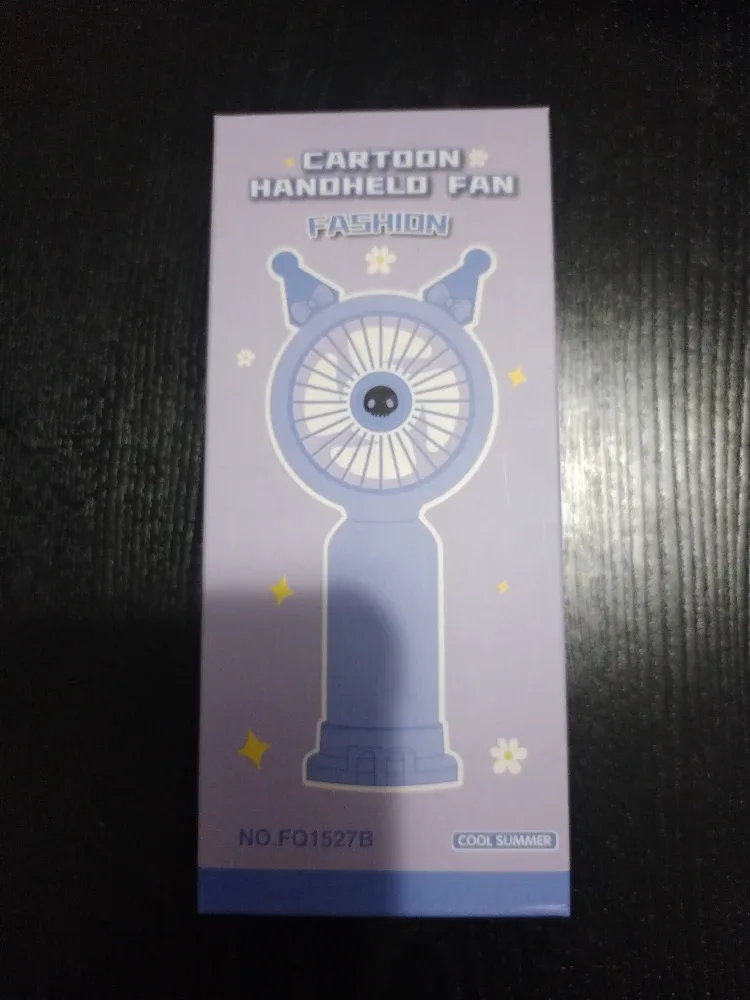 CARTOON
HANDHELD FAN
FASHION
NO.FQ1527B
COOL SUMMER